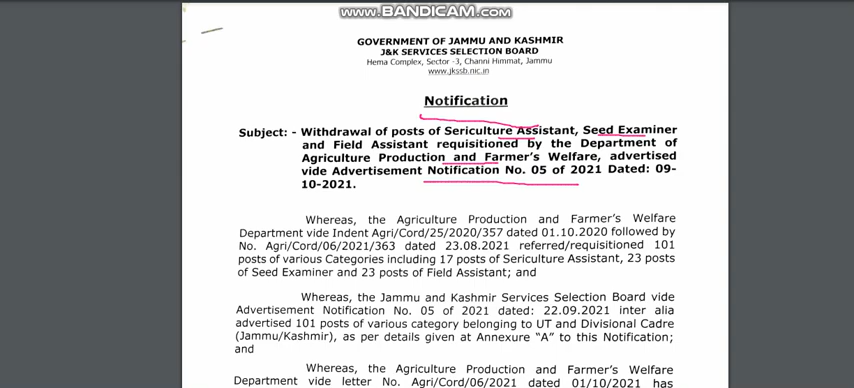 WWW.BANDICAM.COM
GOVERNMENT OF JAMMU AND KASHMIR
J&K SERVICES SELECTION BOARD
Hema Complex, Sector -3, Channi Himmat, Jammu
www.jkssb.nic.in
Notification
Subject: - Withdrawal of posts of Sericulture Assistant, Seed Examiner
and Field Assistant requisitioned by the Department of
Agriculture Production and Farmer's Welfare, advertised
vide Advertisement Notification No. 05 of 2021 Dated: 09-
10-2021.
Whereas, the Agriculture Production and Farmer's Welfare
Department vide Indent Agri/Cord/25/2020/357 dated 01.10.2020 followed by
No. Agri/Cord/06/2021/363 dated 23.08.2021 referred/requisitioned 101
posts of various Categories including 17 posts of Sericulture Assistant, 23 posts
of Seed Examiner and 23 posts of Field Assistant; and
Whereas, the Jammu and Kashmir Services Selection Board vide
Advertisement Notification No. 05 of 2021 dated: 22.09.2021 inter alia
advertised 101 posts of various category belonging to UT and Divisional Cadre
(Jammu/Kashmir), as per details given at Annexure "A" to this Notification;
and
Whereas, the Agriculture Production and Farmer's Welfare
Department vide letter No. Agri/Cord/06/2021 dated 01/10/2021 has